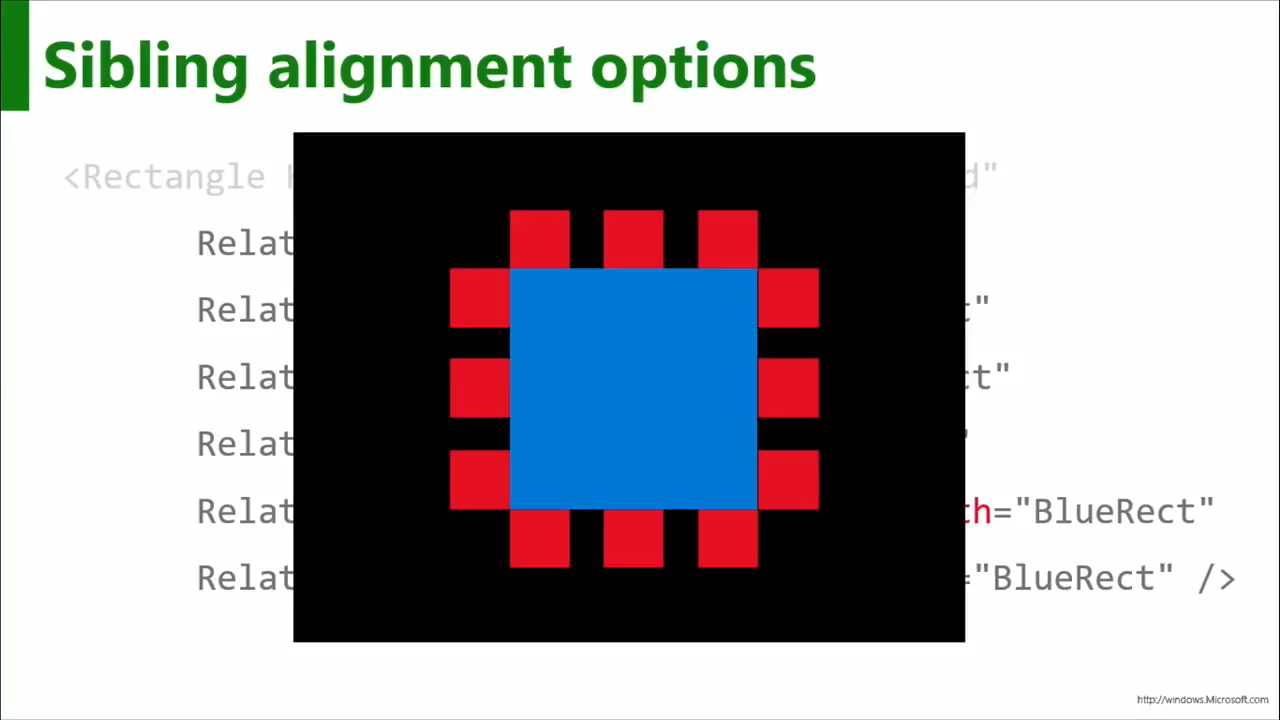 Sibling alignment options
<Rectangle d"
Relat
Relat t"
Relat ct"
Relat "
Relat th="BlueRect"
Relat ="BlueRect" />
http://windows.Microsoft.com